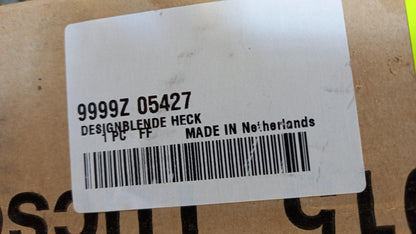 9999Z 05427
DESIGNBLENDE HECK
1 PC FF MADE IN Netherlands